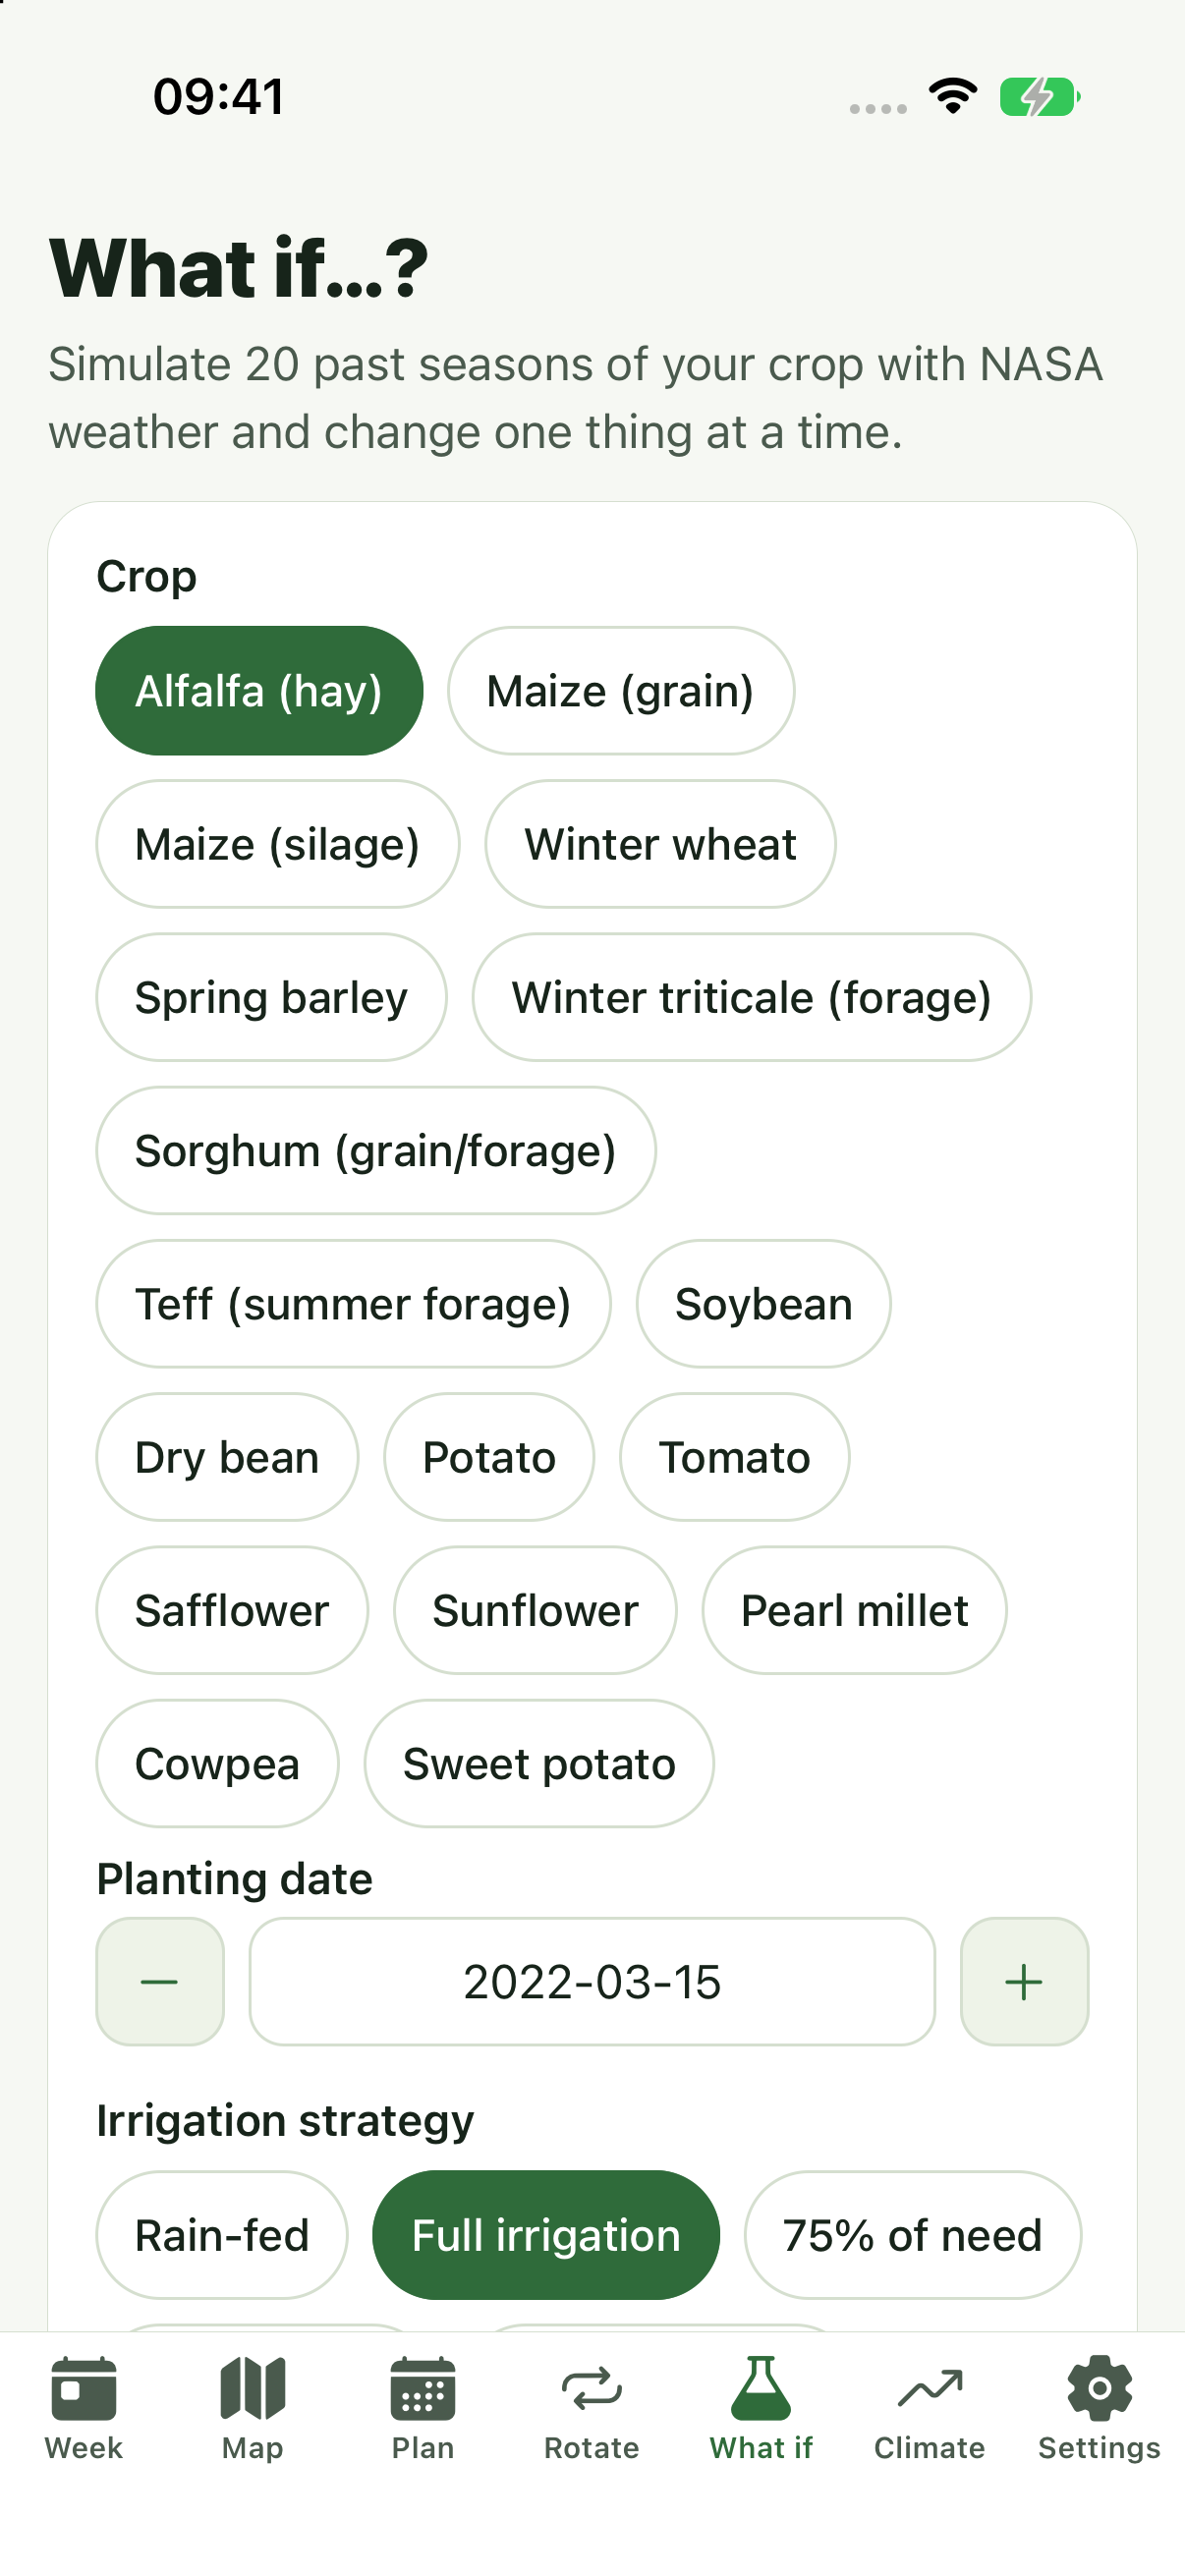 09:41
What if...?
Simulate 20 past seasons of your crop with NASA
weather and change one thing at a time.
Crop
Alfalfa (hay) Maize (grain)
Maize (silage) Winter wheat
Spring barley Winter triticale (forage)
Sorghum (grain/forage)
Teff (summer forage) Soybean
Dry bean Potato Tomato
Safflower Sunflower Pearl millet
Cowpea Sweet potato
Planting date
− 2022-03-15 +
Irrigation strategy
Rain-fed Full irrigation 75% of need
Week Map Plan Rotate What if Climate Settings